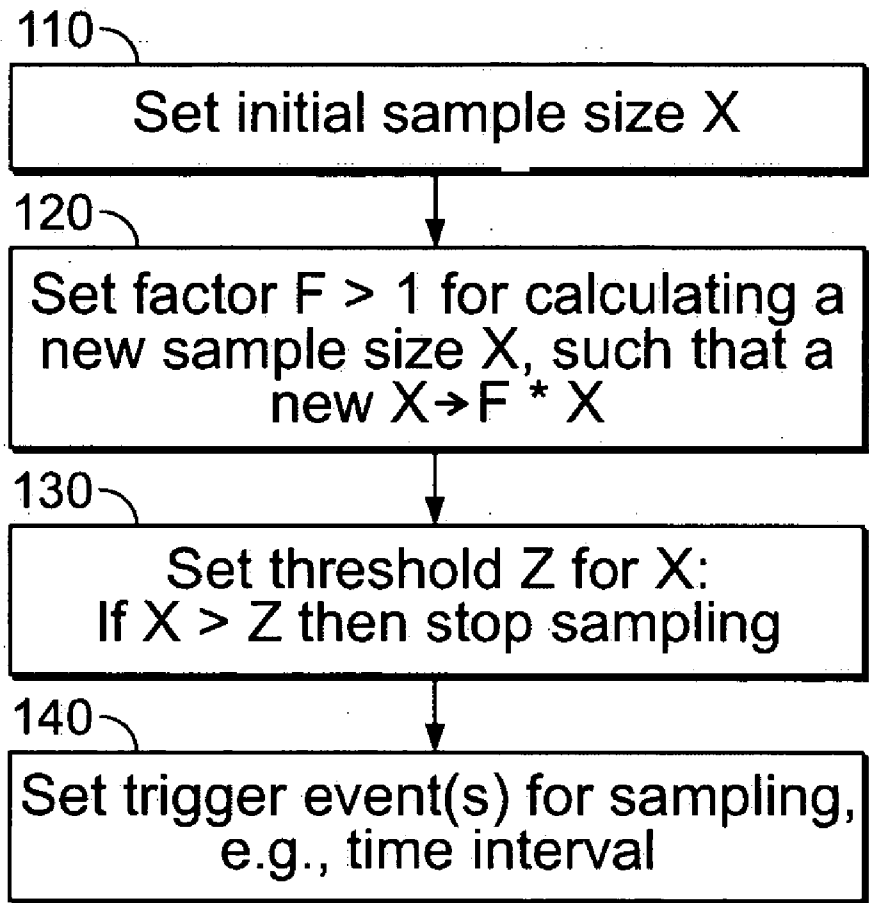 110
Set initial sample size X
120
Set factor F > 1 for calculating a
new sample size X, such that a
new X→F * X
130
Set threshold Z for X:
If X > Z then stop sampling
140
Set trigger event(s) for sampling,
e.g., time interval